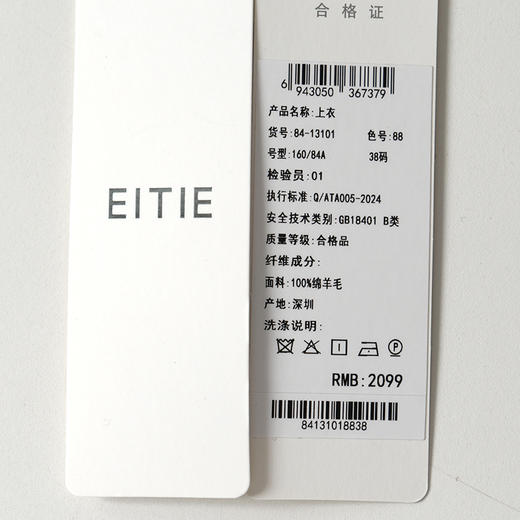 EITIE
合格证
6 943050 367379
产品名称:上衣
货号:84-13101 色号:88
号型:160/84A 38码
检验员:01
执行标准:Q/ATA005-2024
安全技术类别:GB18401 B类
质量等级:合格品
纤维成分:
面料:100%绵羊毛
产地:深圳
洗涤说明:
P
RMB:2099
84131018838